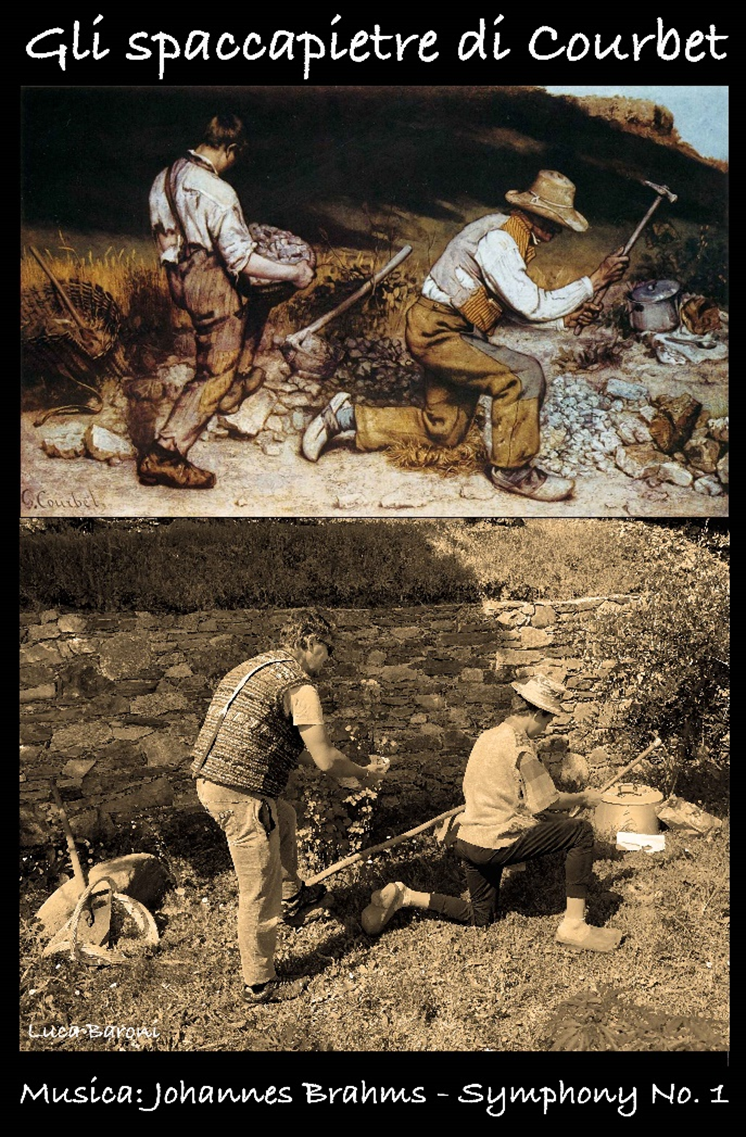 Gli spaccapietre di Courbet
G. Courbet.
Luca Baroni
Musica: Johannes Brahms - Symphony No. 1